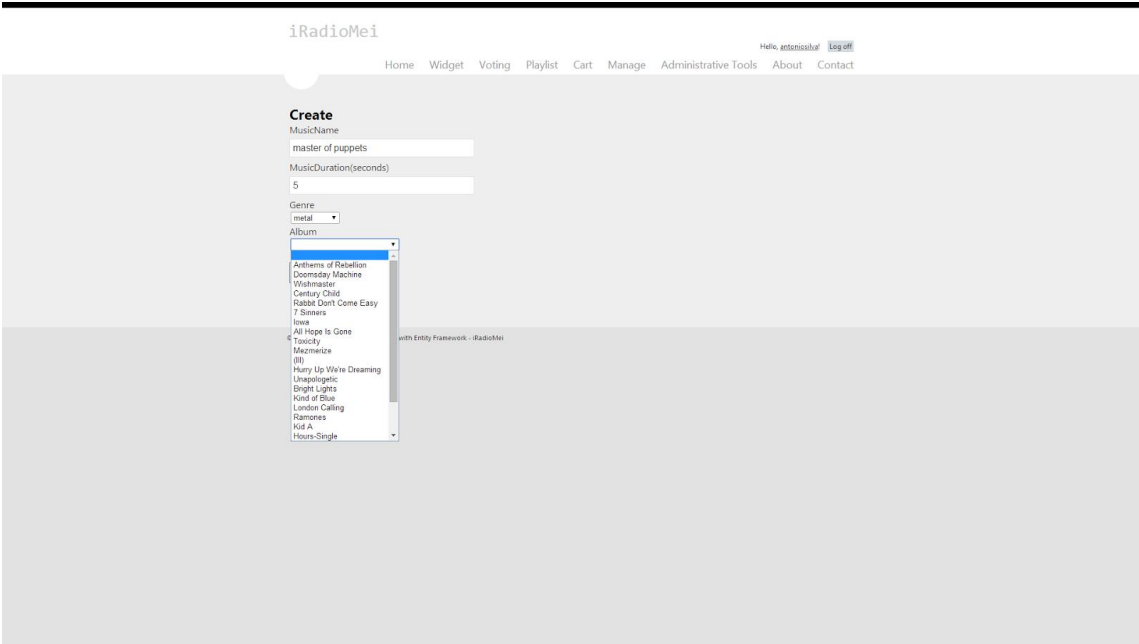 iRadioMei
Hello, antoniosilva! Log off
Home Widget Voting Playlist Cart Manage Administrative Tools About Contact
Create
MusicName
master of puppets
MusicDuration(seconds)
5
Genre
metal
Album
Anthems of Rebellion
Doomsday Machine
Wishmaster
Century Child
Rabbit Don't Come Easy
7 Sinners
Iowa
All Hope Is Gone
Toxicity
Mezmerize
(III)
Hurry Up We're Dreaming
Unapologetic
Bright Lights
Kind of Blue
London Calling
Ramones
Kid A
Hours-Single
with Entity Framework - iRadioMei